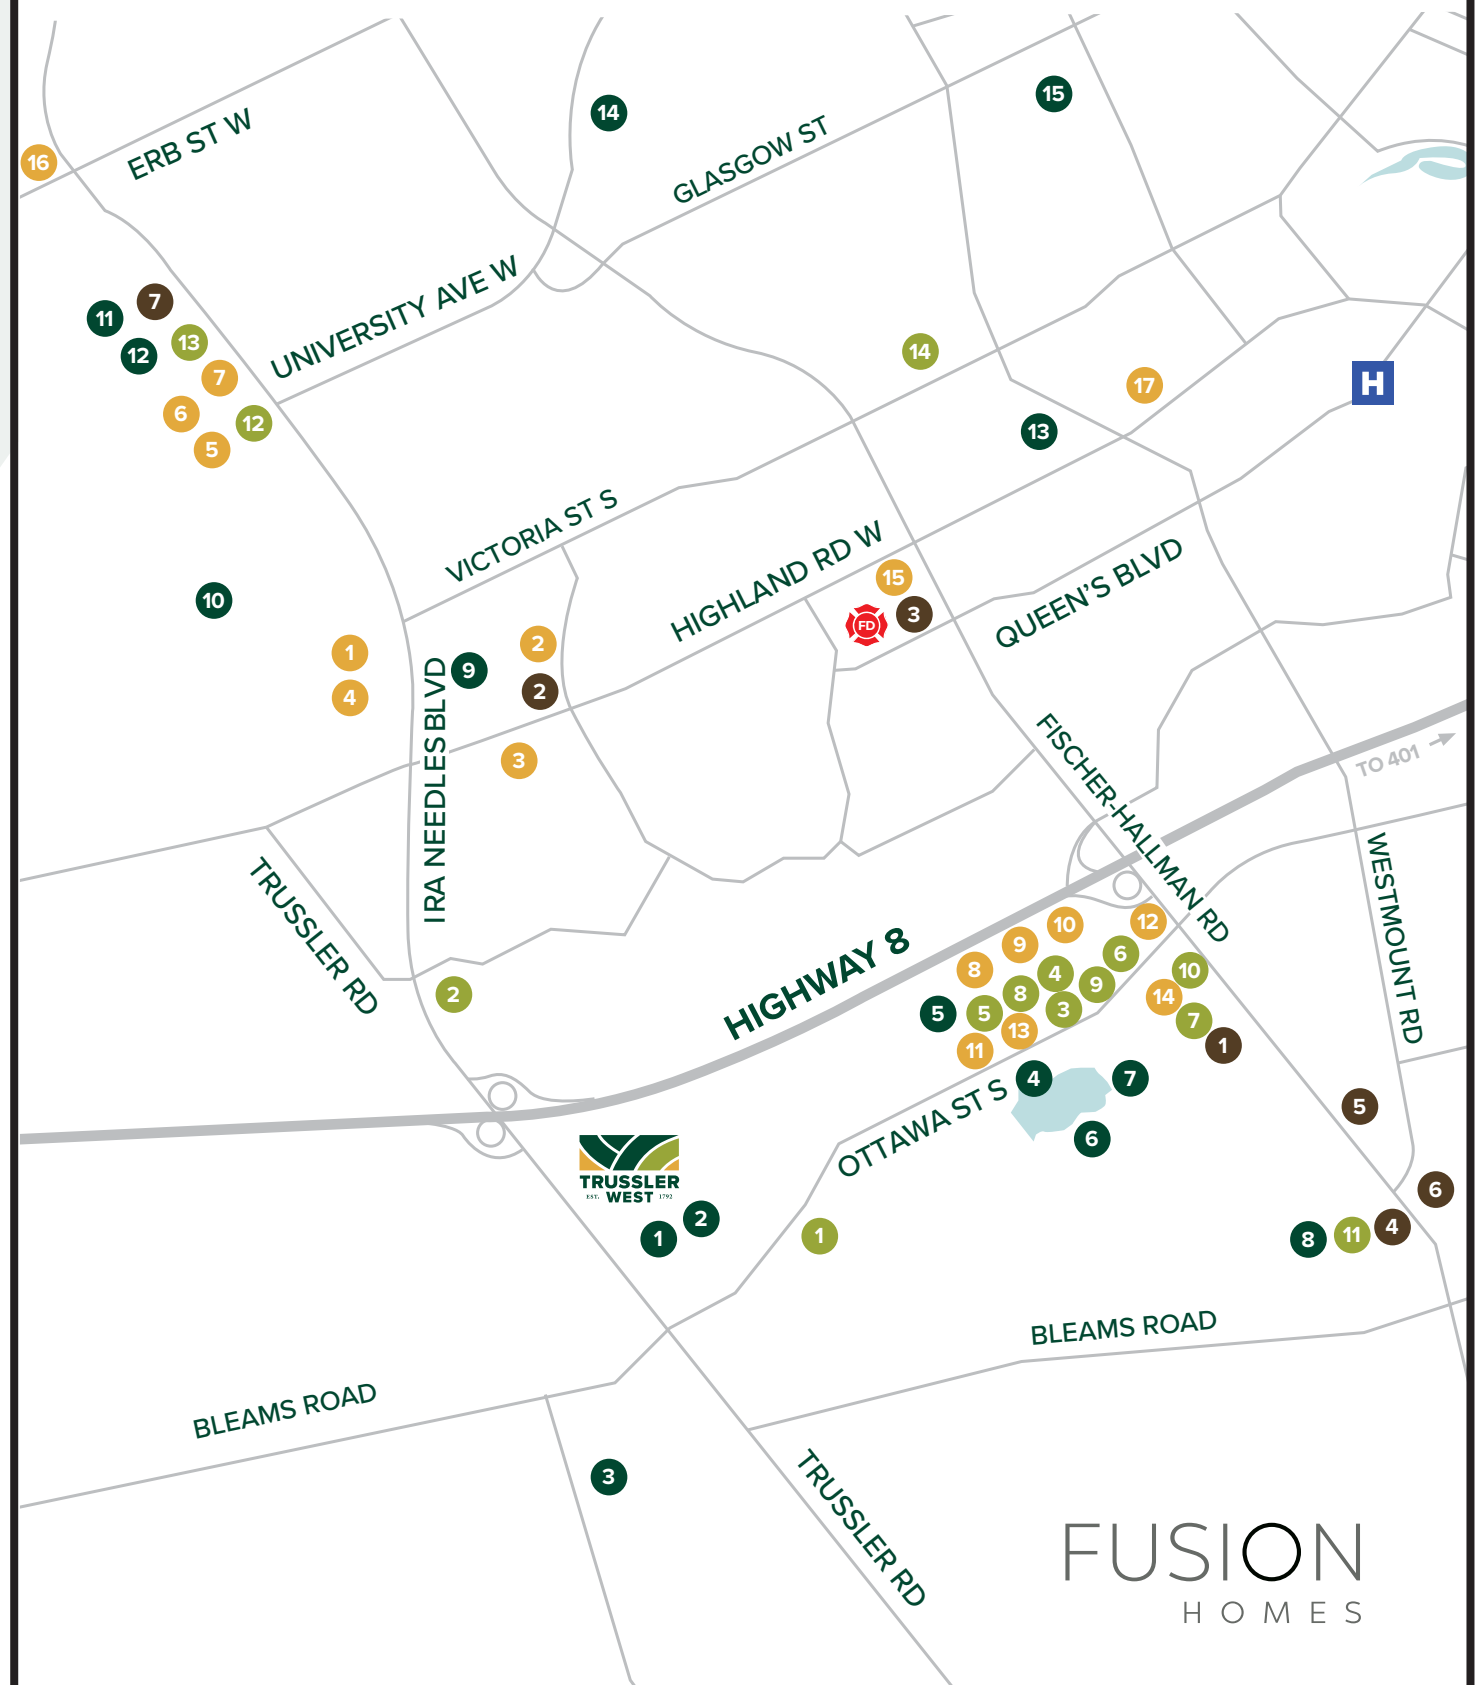 15
14
ERB ST W
GLASGOW ST
16
UNIVERSITY AVE W
7
11
13
12
7
6
12
5
14
17
H
13
VICTORIA ST S
HIGHLAND RD W
QUEEN'S BLVD
15
FD
3
10
1
4
2
9
2
3
IRA NEEDLES BLVD
FISCHER-HALLMAN RD
TO 401
WESTMOUNT RD
TRUSSLER RD
HIGHWAY 8
2
12
10
9
6
8
4
10
9
8
14
5
5
3
7
13
11
1
4
7
OTTAWA ST S
6
5
6
TRUSSLER
EST. WEST 1792
2
1
1
4
11
8
BLEAMS ROAD
BLEAMS ROAD
3
TRUSSLER RD
FUSION
HOMES